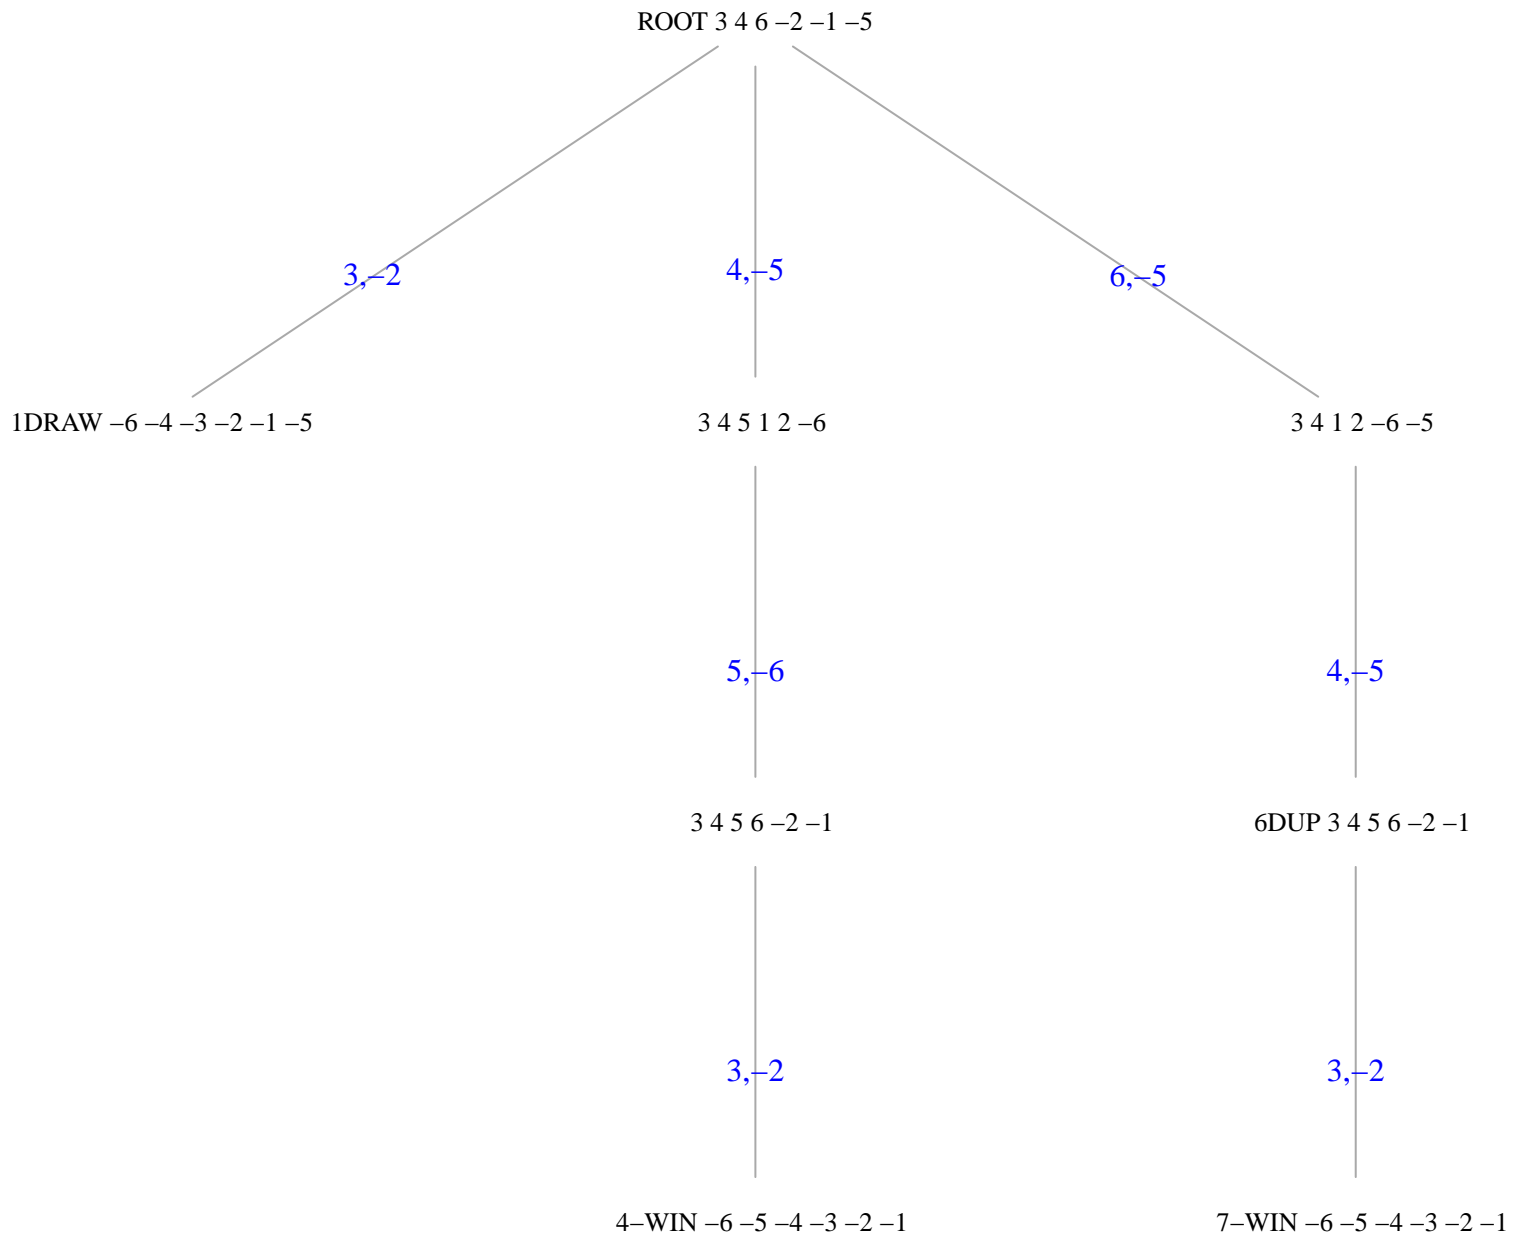 ROOT 3 4 6 –2 –1 –5
3,–2
4,–5
6,–5
1DRAW –6 –4 –3 –2 –1 –5
3 4 5 1 2 –6
3 4 1 2 –6 –5
5,–6
4,–5
3 4 5 6 –2 –1
6DUP 3 4 5 6 –2 –1
3,–2
3,–2
4–WIN –6 –5 –4 –3 –2 –1
7–WIN –6 –5 –4 –3 –2 –1